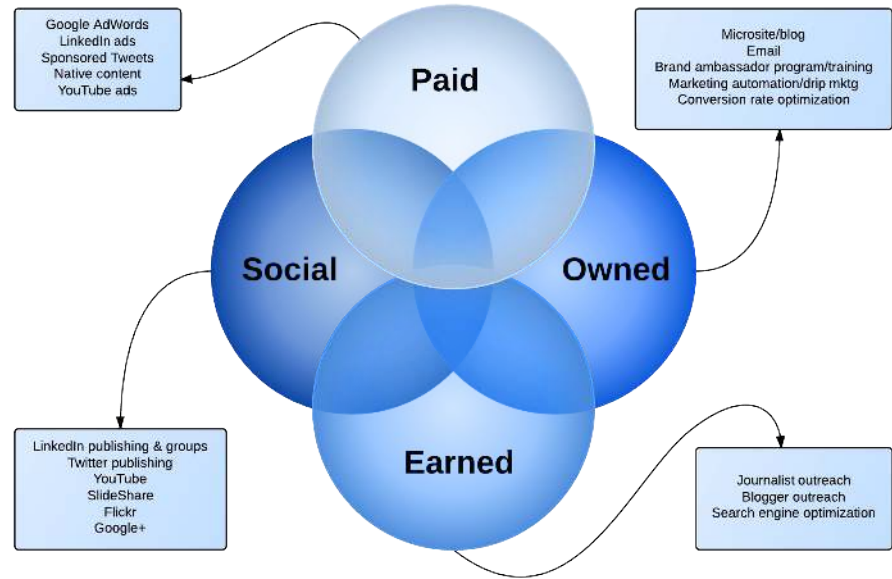 Google AdWords
LinkedIn ads
Sponsored Tweets
Native content
YouTube ads
Paid
Microsite/blog
Email
Brand ambassador program/training
Marketing automation/drip mktg
Conversion rate optimization
Social
Owned
LinkedIn publishing & groups
Twitter publishing
YouTube
SlideShare
Flickr
Google+
Earned
Journalist outreach
Blogger outreach
Search engine optimization